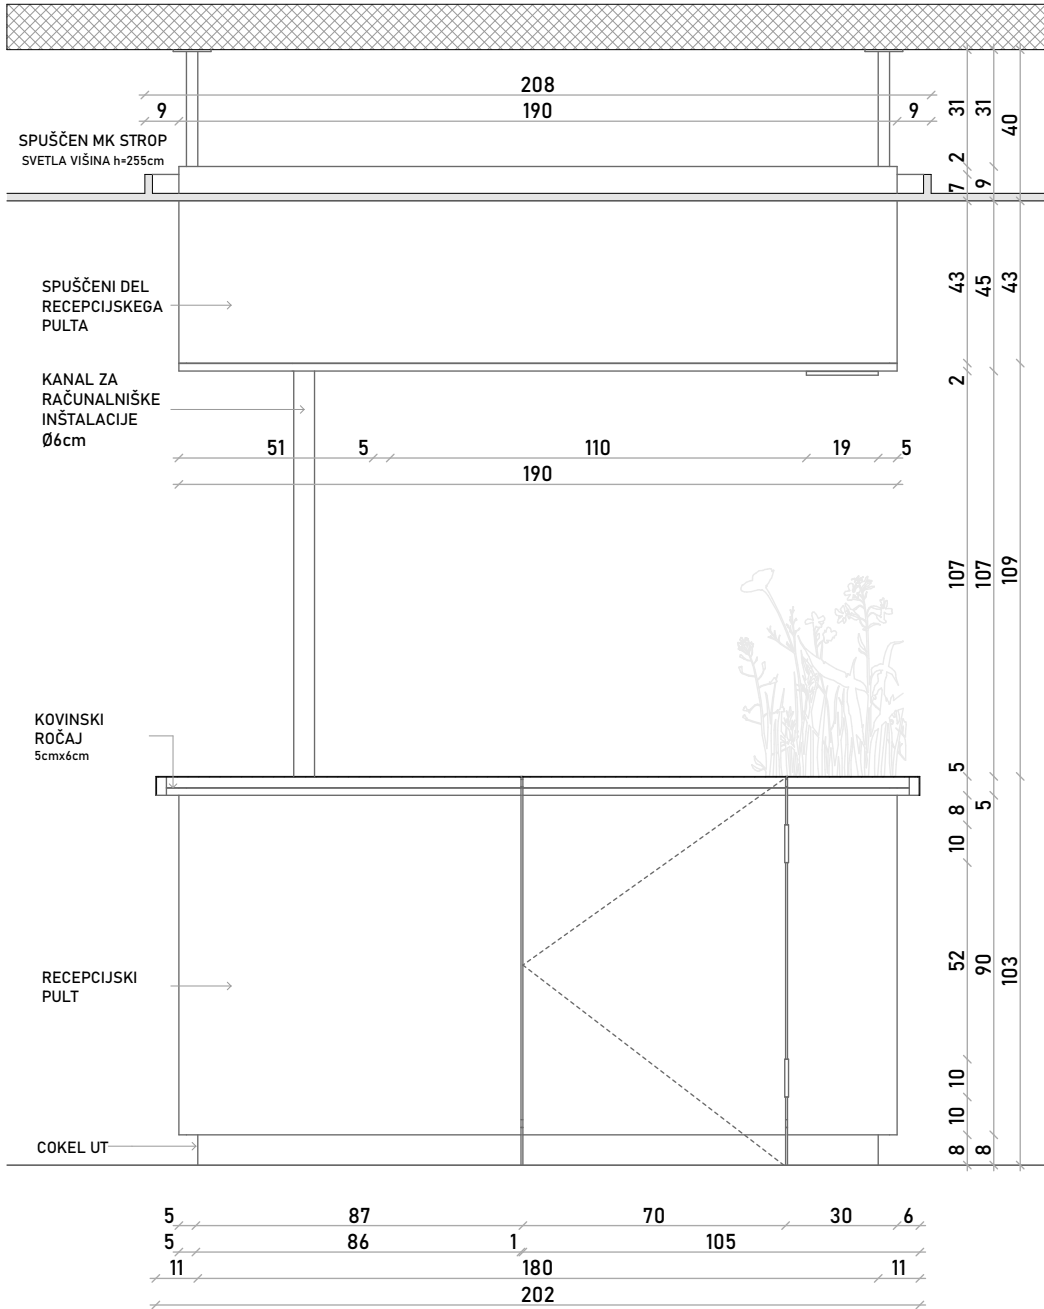 208
9 190 9
SPUŠČEN MK STROP
SVETLA VIŠINA h=255cm
31 31 40
2
7 9
SPUŠČENI DEL
RECEPCIJSKEGA
PULTA
43 45 43
KANAL ZA
RAČUNALNIŠKE
INŠTALACIJE
Ø6cm
2
51 5 110 19 5
190
107 107 109
KOVINSKI
ROČAJ
5cmx6cm
5
8 5
10
RECEPCIJSKI
PULT
52 90 103
10
10
COKEL UT
8 8
5 87 70 30 6
5 86 1 105
11 180 11
202